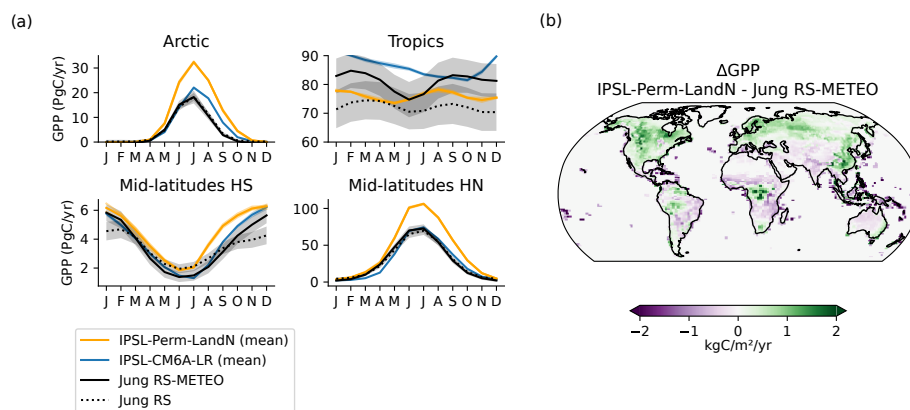 (a)
Arctic
GPP (PgC/yr)
30
20
10
0
J F M A M J J A S O N D
Tropics
90
80
70
60
J F M A M J J A S O N D
Mid-latitudes HS
GPP (PgC/yr)
6
4
2
J F M A M J J A S O N D
Mid-latitudes HN
100
50
0
J F M A M J J A S O N D
IPSL-Perm-LandN (mean)
IPSL-CM6A-LR (mean)
Jung RS-METEO
Jung RS
(b)
ΔGPP
IPSL-Perm-LandN - Jung RS-METEO
−2 −1 0 1 2
kgC/m²/yr